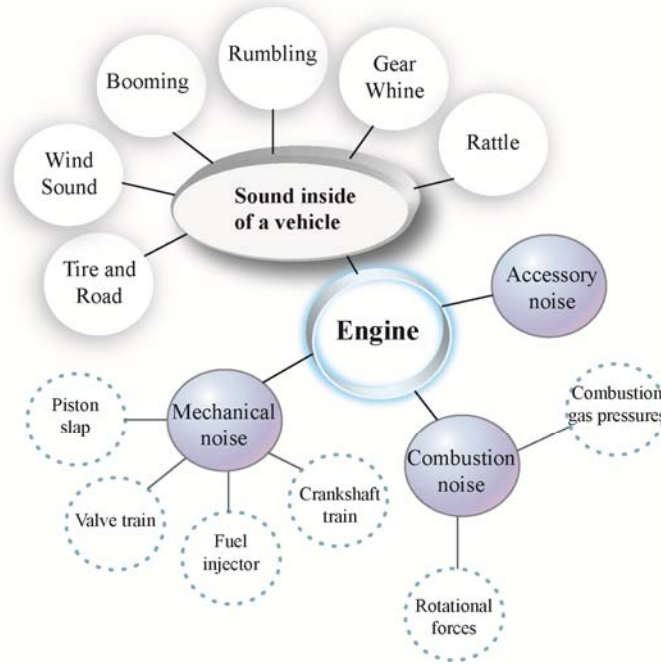 Rumbling
Gear
Whine
Booming
Rattle
Wind
Sound
Sound inside
of a vehicle
Tire and
Road
Accessory
noise
Engine
Piston
slap
Mechanical
noise
Combustion
gas pressures
Combustion
noise
Crankshaft
train
Valve train
Fuel
injector
Rotational
forces